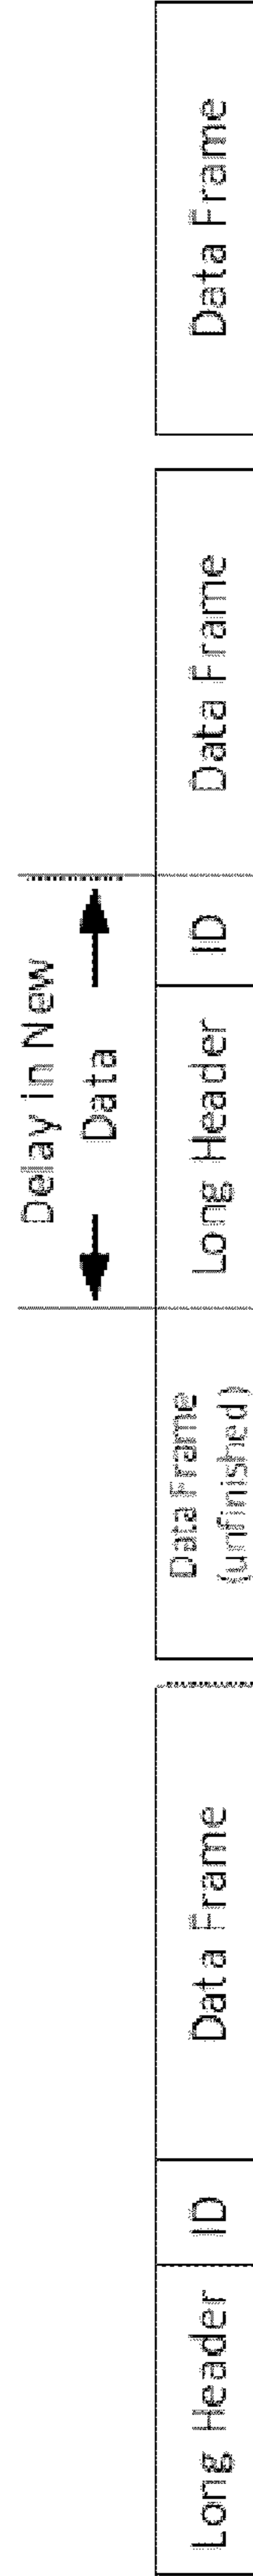 Delay in New
Data
Long Header
ID
Data Frame
Data Frame
(unfinished)
Long Header
ID
Data Frame
Data Frame